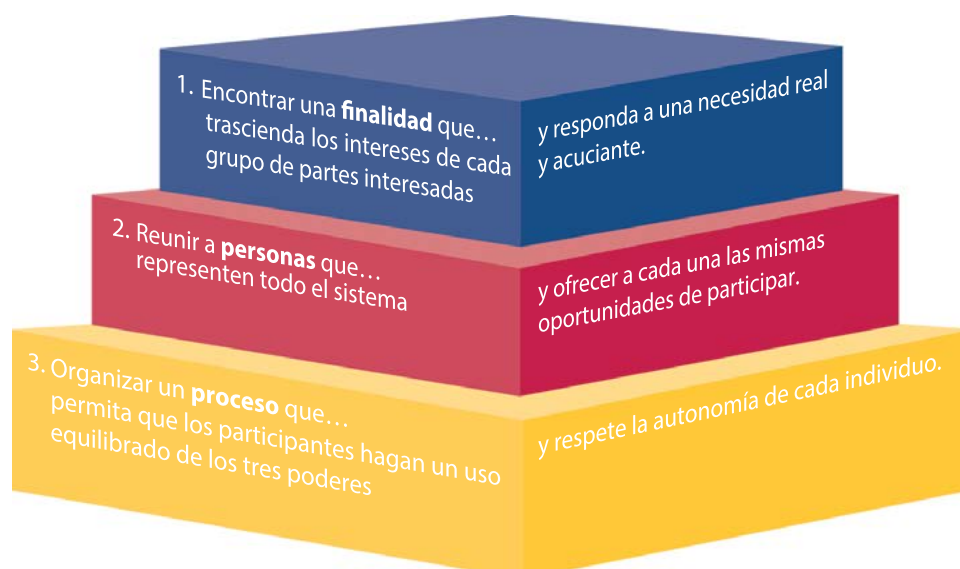 1. Encontrar una finalidad que…
trascienda los intereses de cada
grupo de partes interesadas
y responda a una necesidad real
y acuciante.
2. Reunir a personas que…
representen todo el sistema
y ofrecer a cada una las mismas
oportunidades de participar.
3. Organizar un proceso que…
permita que los participantes hagan un uso
equilibrado de los tres poderes
y respete la autonomía de cada individuo.